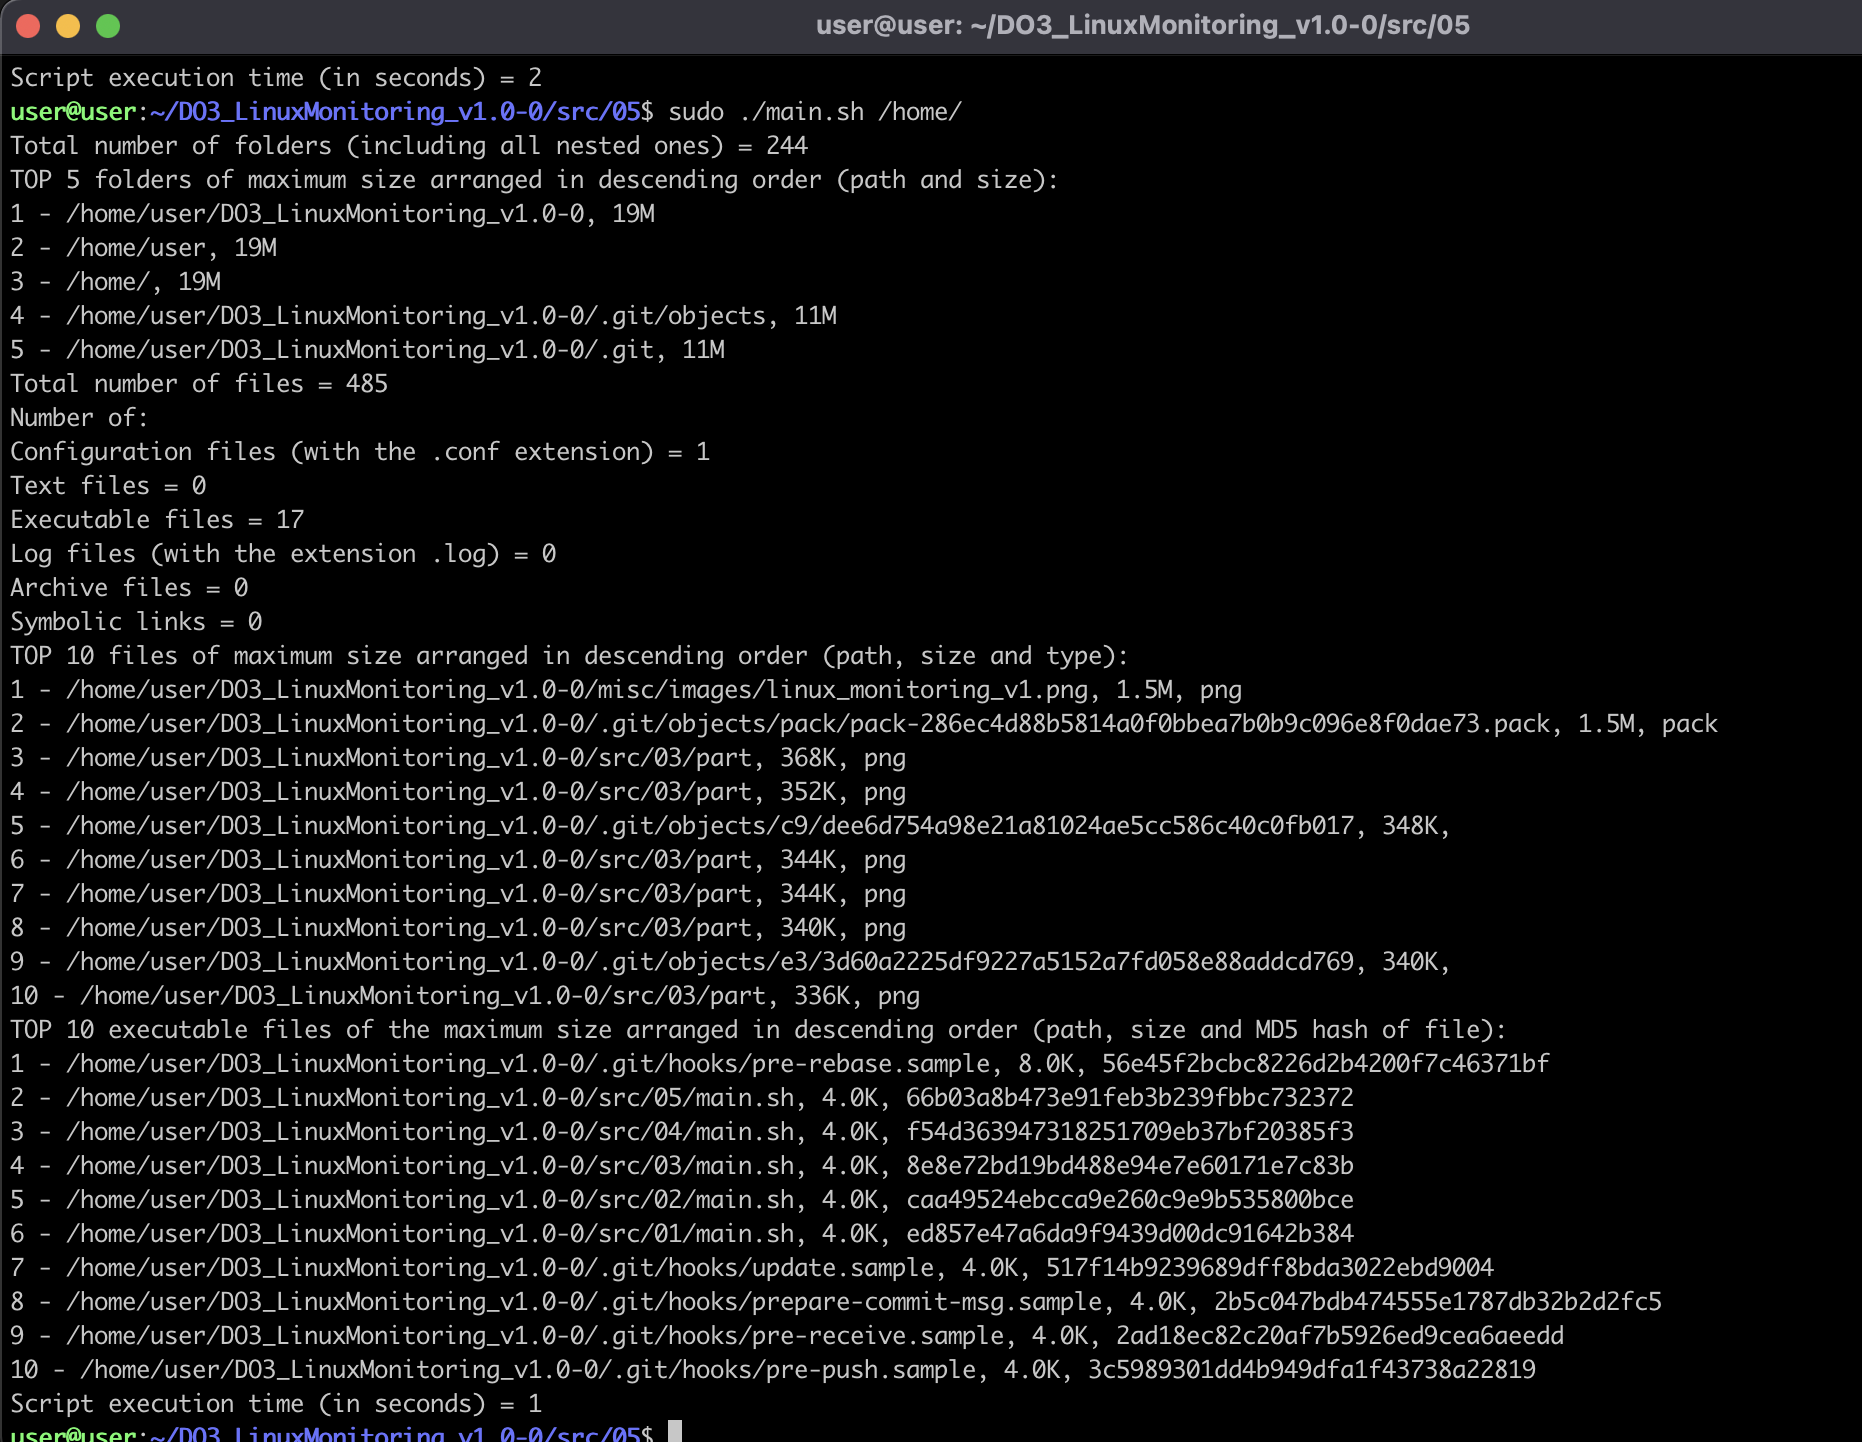 user@user: ~/DO3_LinuxMonitoring_v1.0-0/src/05
Script execution time (in seconds) = 2
user@user:~/DO3_LinuxMonitoring_v1.0-0/src/05$ sudo ./main.sh /home/
Total number of folders (including all nested ones) = 244
TOP 5 folders of maximum size arranged in descending order (path and size):
1 - /home/user/DO3_LinuxMonitoring_v1.0-0, 19M
2 - /home/user, 19M
3 - /home/, 19M
4 - /home/user/DO3_LinuxMonitoring_v1.0-0/.git/objects, 11M
5 - /home/user/DO3_LinuxMonitoring_v1.0-0/.git, 11M
Total number of files = 485
Number of:
Configuration files (with the .conf extension) = 1
Text files = 0
Executable files = 17
Log files (with the extension .log) = 0
Archive files = 0
Symbolic links = 0
TOP 10 files of maximum size arranged in descending order (path, size and type):
1 - /home/user/DO3_LinuxMonitoring_v1.0-0/misc/images/linux_monitoring_v1.png, 1.5M, png
2 - /home/user/DO3_LinuxMonitoring_v1.0-0/.git/objects/pack/pack-286ec4d88b5814a0f0bbea7b0b9c096e8f0dae73.pack, 1.5M, pack
3 - /home/user/DO3_LinuxMonitoring_v1.0-0/src/03/part, 368K, png
4 - /home/user/DO3_LinuxMonitoring_v1.0-0/src/03/part, 352K, png
5 - /home/user/DO3_LinuxMonitoring_v1.0-0/.git/objects/c9/dee6d754a98e21a81024ae5cc586c40c0fb017, 348K,
6 - /home/user/DO3_LinuxMonitoring_v1.0-0/src/03/part, 344K, png
7 - /home/user/DO3_LinuxMonitoring_v1.0-0/src/03/part, 344K, png
8 - /home/user/DO3_LinuxMonitoring_v1.0-0/src/03/part, 340K, png
9 - /home/user/DO3_LinuxMonitoring_v1.0-0/.git/objects/e3/3d60a2225df9227a5152a7fd058e88addcd769, 340K,
10 - /home/user/DO3_LinuxMonitoring_v1.0-0/src/03/part, 336K, png
TOP 10 executable files of the maximum size arranged in descending order (path, size and MD5 hash of file):
1 - /home/user/DO3_LinuxMonitoring_v1.0-0/.git/hooks/pre-rebase.sample, 8.0K, 56e45f2bcbc8226d2b4200f7c46371bf
2 - /home/user/DO3_LinuxMonitoring_v1.0-0/src/05/main.sh, 4.0K, 66b03a8b473e91feb3b239fbbc732372
3 - /home/user/DO3_LinuxMonitoring_v1.0-0/src/04/main.sh, 4.0K, f54d363947318251709eb37bf20385f3
4 - /home/user/DO3_LinuxMonitoring_v1.0-0/src/03/main.sh, 4.0K, 8e8e72bd19bd488e94e7e60171e7c83b
5 - /home/user/DO3_LinuxMonitoring_v1.0-0/src/02/main.sh, 4.0K, caa49524ebcca9e260c9e9b535800bce
6 - /home/user/DO3_LinuxMonitoring_v1.0-0/src/01/main.sh, 4.0K, ed857e47a6da9f9439d00dc91642b384
7 - /home/user/DO3_LinuxMonitoring_v1.0-0/.git/hooks/update.sample, 4.0K, 517f14b9239689dff8bda3022ebd9004
8 - /home/user/DO3_LinuxMonitoring_v1.0-0/.git/hooks/prepare-commit-msg.sample, 4.0K, 2b5c047bdb474555e1787db32b2d2fc5
9 - /home/user/DO3_LinuxMonitoring_v1.0-0/.git/hooks/pre-receive.sample, 4.0K, 2ad18ec82c20af7b5926ed9cea6aeedd
10 - /home/user/DO3_LinuxMonitoring_v1.0-0/.git/hooks/pre-push.sample, 4.0K, 3c5989301dd4b949dfa1f43738a22819
Script execution time (in seconds) = 1
user@user:~/DO3_LinuxMonitoring_v1.0-0/src/05$